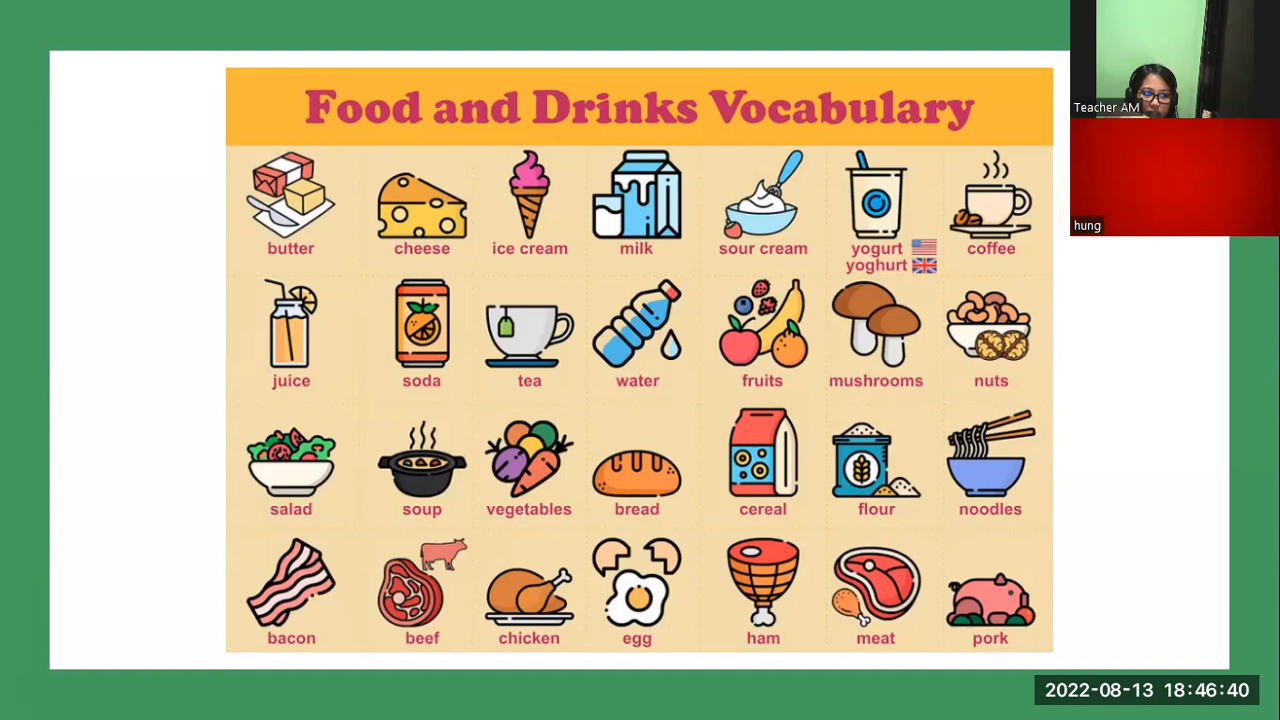 Food and Drinks Vocabulary
butter
cheese
ice cream
milk
sour cream
yogurt
yoghurt
coffee
juice
soda
tea
water
fruits
mushrooms
nuts
salad
soup
vegetables
bread
cereal
flour
noodles
bacon
beef
chicken
egg
ham
meat
pork
Teacher AM
hung
2022-08-13 18:46:40